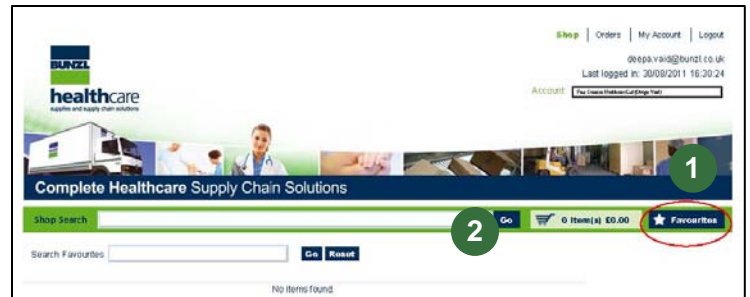 Shop | Orders | My Account | Logout
deepa.vaid@bunzl.co.uk
Last logged in: 30/08/2011 16:30:24
Account:
BUNZL
healthcare
supplies and supply chain solutions
Complete Healthcare Supply Chain Solutions
1
Shop Search Go 0 item(s) £0.00 Favourites
2
Search Favourites Go Reset
No items found